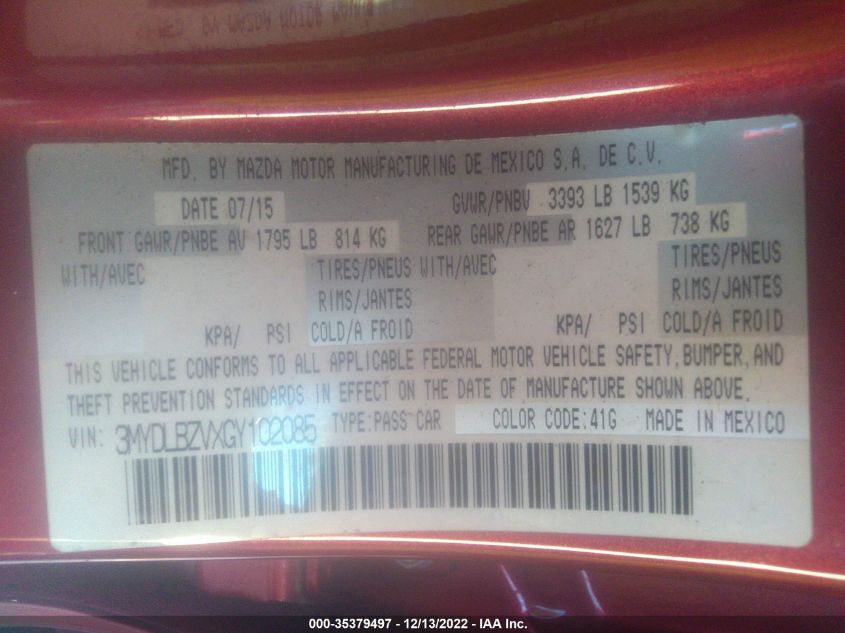 MFD. BY MAZDA MOTOR MANUFACTURING DE MEXICO S.A. DE C.V.
DATE 07/15 GVWR/PNBV 3393 LB 1539 KG
FRONT GAWR/PNBE AV 1795 LB 814 KG REAR GAWR/PNBE AR 1627 LB 738 KG
WITH/AVEC TIRES/PNEUS WITH/AVEC TIRES/PNEUS
RIMS/JANTES RIMS/JANTES
KPA/ PSI COLD/A FROID KPA/ PSI COLD/A FROID
THIS VEHICLE CONFORMS TO ALL APPLICABLE FEDERAL MOTOR VEHICLE SAFETY, BUMPER, AND
THEFT PREVENTION STANDARDS IN EFFECT ON THE DATE OF MANUFACTURE SHOWN ABOVE.
VIN: 3MYDLBZVXGY102085 TYPE:PASS CAR COLOR CODE:41G MADE IN MEXICO
000-35379497 - 12/13/2022 - IAA Inc.